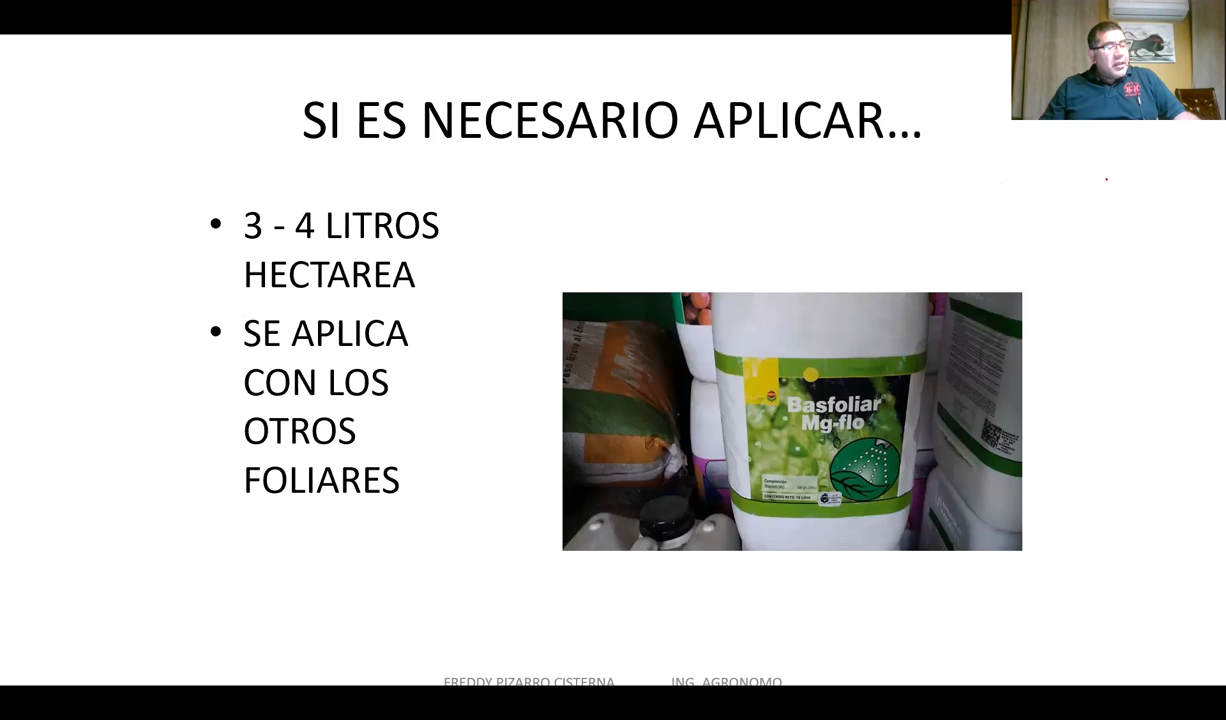 SI ES NECESARIO APLICAR...
• 3 - 4 LITROS
HECTAREA
• SE APLICA
CON LOS
OTROS
FOLIARES
Basfoliar
Mg-flo
Composición
FREDDY PIZARRO CISTERNA ING. AGRONOMO